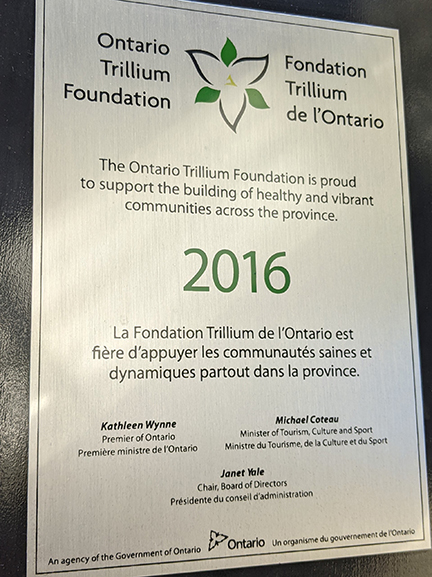 Ontario
Trillium
Foundation
Fondation
Trillium
de l'Ontario
The Ontario Trillium Foundation is proud
to support the building of healthy and vibrant
communities across the province.
2016
La Fondation Trillium de l'Ontario est
fière d'appuyer les communautés saines et
dynamiques partout dans la province.
Kathleen Wynne
Premier of Ontario
Première ministre de l'Ontario
Michael Coteau
Minister of Tourism, Culture and Sport
Ministre du Tourisme, de la Culture et du Sport
Janet Yale
Chair, Board of Directors
Présidente du conseil d'administration
An agency of the Government of Ontario
Ontario
Un organisme du gouvernement de l'Ontario